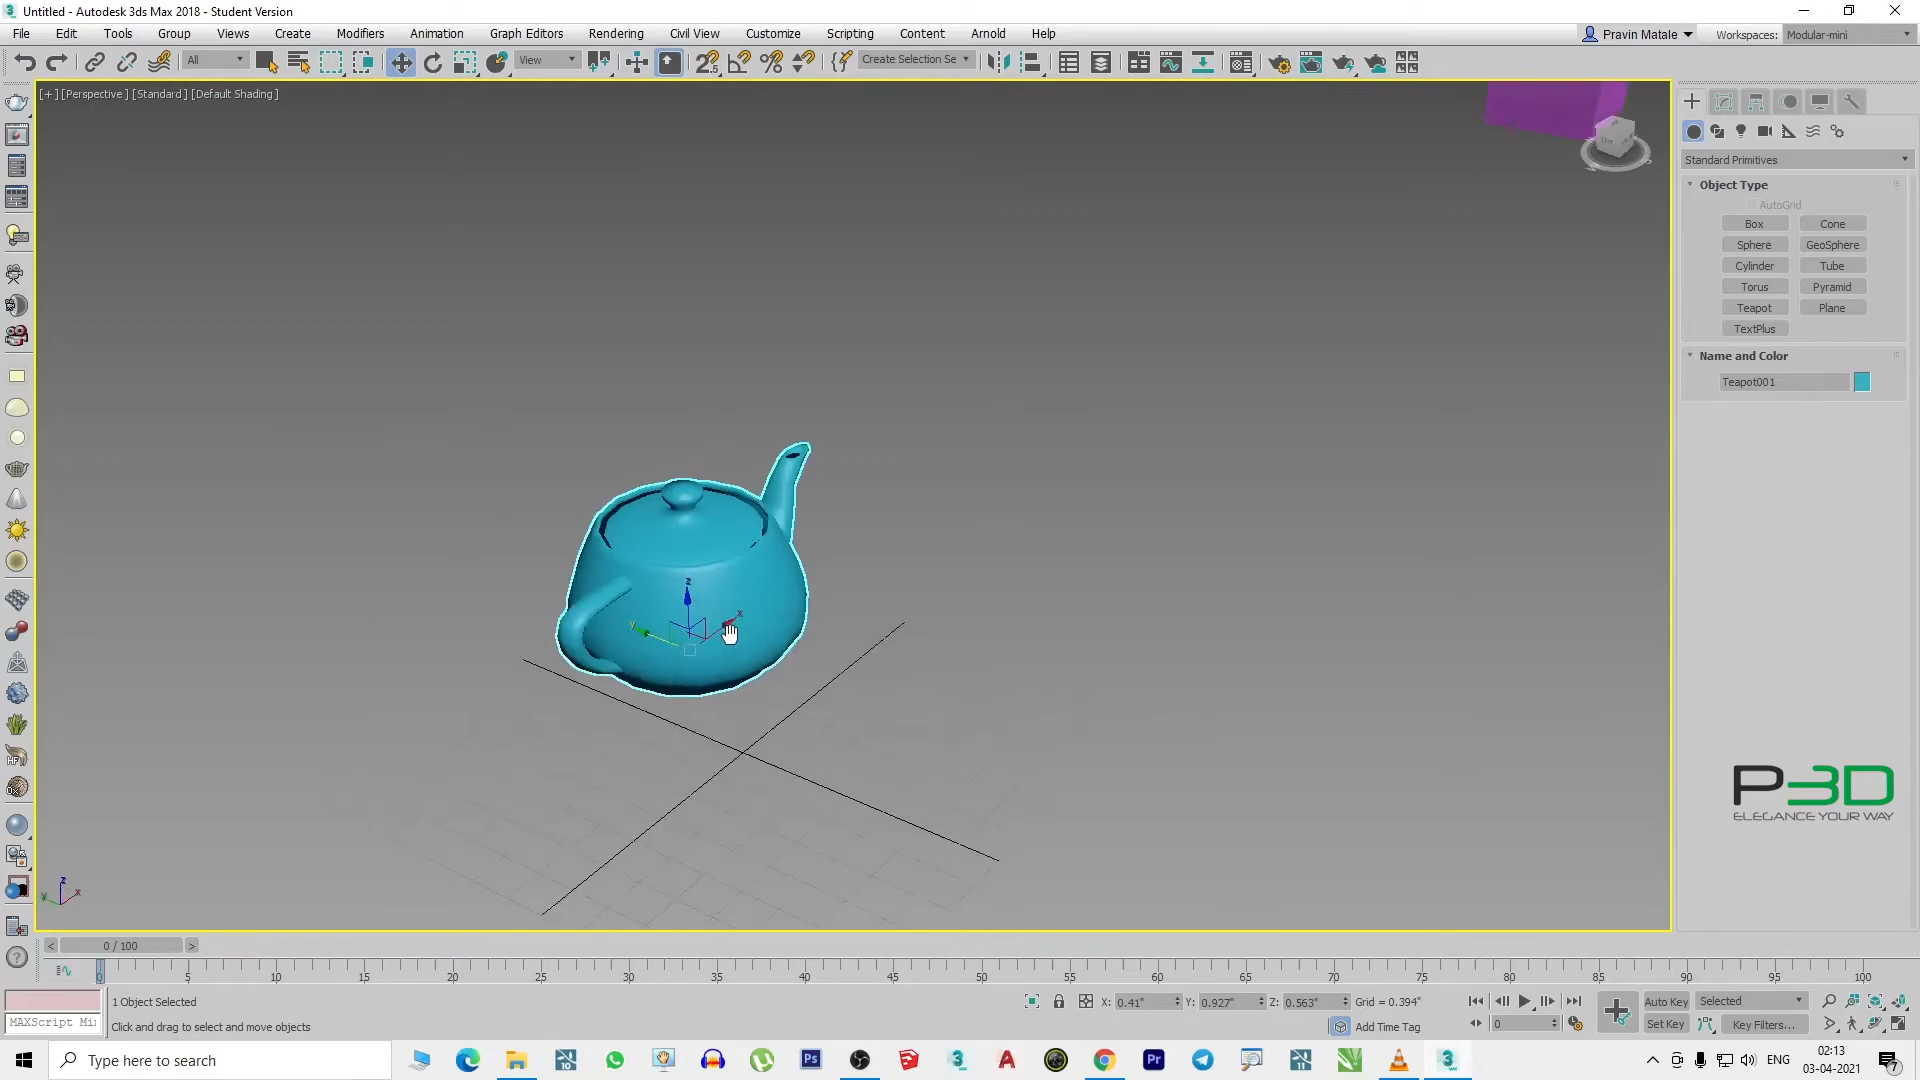 Untitled - Autodesk 3ds Max 2018 - Student Version
File Edit Tools Group Views Create Modifiers Animation Graph Editors Rendering Civil View Customize Scripting Content Arnold Help
Pravin Matale
Workspaces: Modular-mini
All
View
Create Selection Se
[+] [Perspective] [Standard] [Default Shading]
Standard Primitives
Object Type
AutoGrid
Box Cone
Sphere GeoSphere
Cylinder Tube
Torus Pyramid
Teapot Plane
TextPlus
Name and Color
Teapot001
z
y x
P-3D
ELEGANCE YOUR WAY
z
y x
< 0 / 100 >
0 5 10 15 20 25 30 35 40 45 50 55 60 65 70 75 80 85 90 95 100
1 Object Selected
X: 0.41" Y: 0.927" Z: 0.563" Grid = 0.394"
Auto Key Selected
MAXScript Mi
Click and drag to select and move objects
Add Time Tag
0
Set Key Key Filters...
Type here to search
ENG
02:13
03-04-2021
7